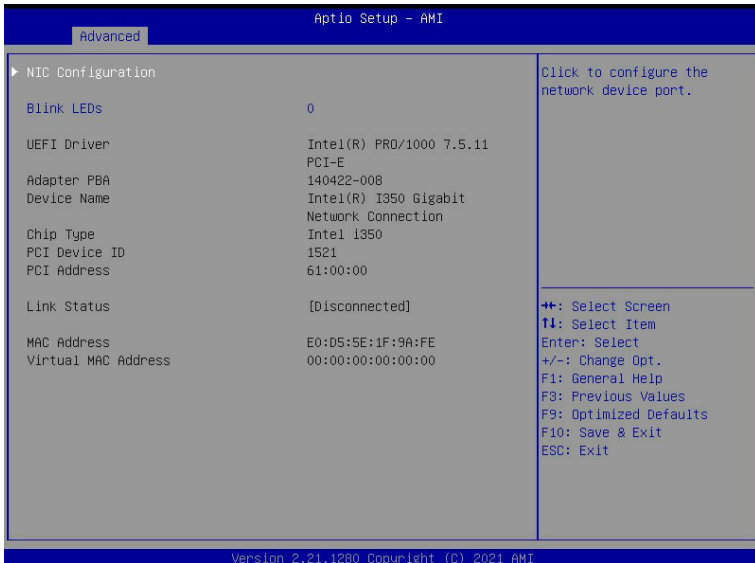 Aptio Setup – AMI
Advanced
NIC Configuration
Blink LEDs 0
UEFI Driver Intel(R) PRO/1000 7.5.11
PCI-E
Adapter PBA 140422-008
Device Name Intel(R) I350 Gigabit
Network Connection
Chip Type Intel i350
PCI Device ID 1521
PCI Address 61:00:00
Link Status [Disconnected]
MAC Address E0:D5:5E:1F:9A:FE
Virtual MAC Address 00:00:00:00:00:00
Click to configure the
network device port.
→←: Select Screen
↑↓: Select Item
Enter: Select
+/-: Change Opt.
F1: General Help
F3: Previous Values
F9: Optimized Defaults
F10: Save & Exit
ESC: Exit
Version 2.21.1280 Copyright (C) 2021 AMI